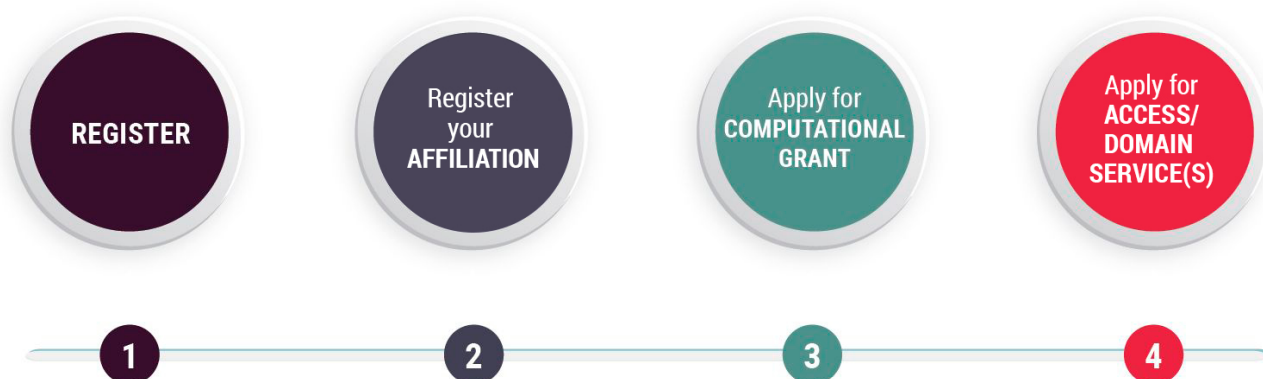 REGISTER
Register
your
AFFILIATION
Apply for
COMPUTATIONAL
GRANT
Apply for
ACCESS/
DOMAIN
SERVICE(S)
1
2
3
4